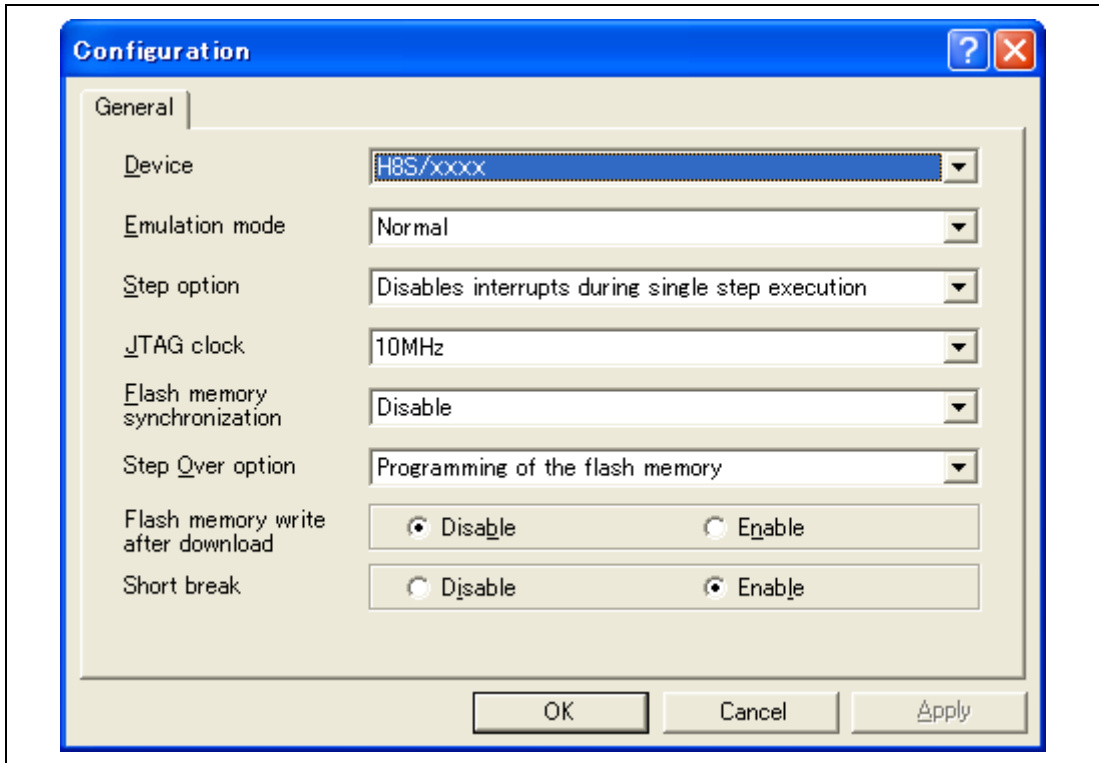 Configuration
General
Device H8S/xxxx
Emulation mode Normal
Step option Disables interrupts during single step execution
JTAG clock 10MHz
Flash memory
synchronization Disable
Step Over option Programming of the flash memory
Flash memory write
after download Disable Enable
Short break Disable Enable
OK Cancel Apply